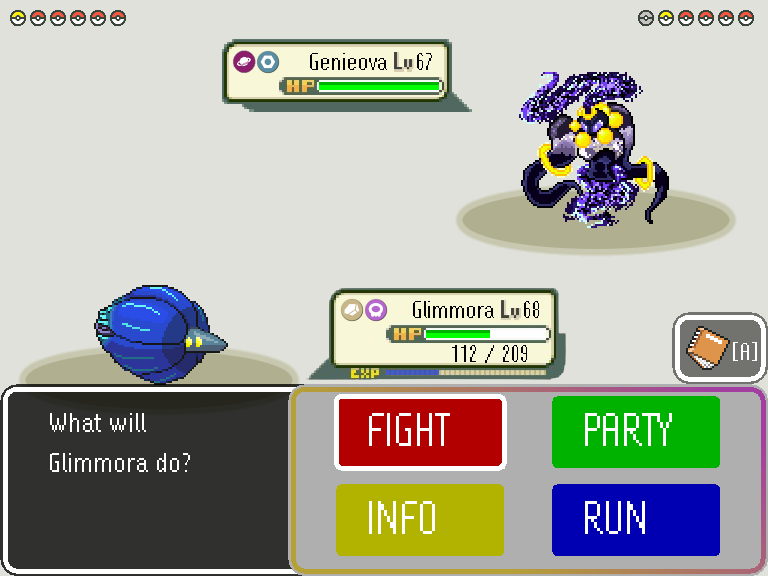 Genieova Lv67
HP
Glimmora Lv68
HP
112 / 209
EXP
[A]
What will
Glimmora do?
FIGHT
PARTY
INFO
RUN